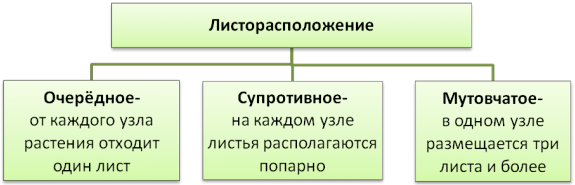 Листорасположение
Очерёдное-
от каждого узла
растения отходит
один лист
Супротивное-
на каждом узле
листья располагаются
попарно
Мутовчатое-
в одном узле
размещается три
листа и более